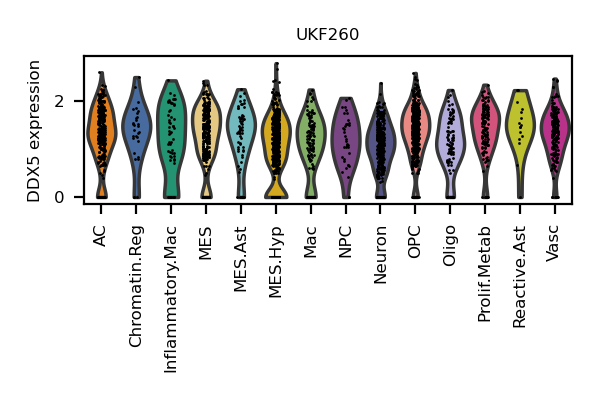 UKF260
DDX5 expression
2
0
AC
Chromatin.Reg
Inflammatory.Mac
MES
MES.Ast
MES.Hyp
Mac
NPC
Neuron
OPC
Oligo
Prolif.Metab
Reactive.Ast
Vasc